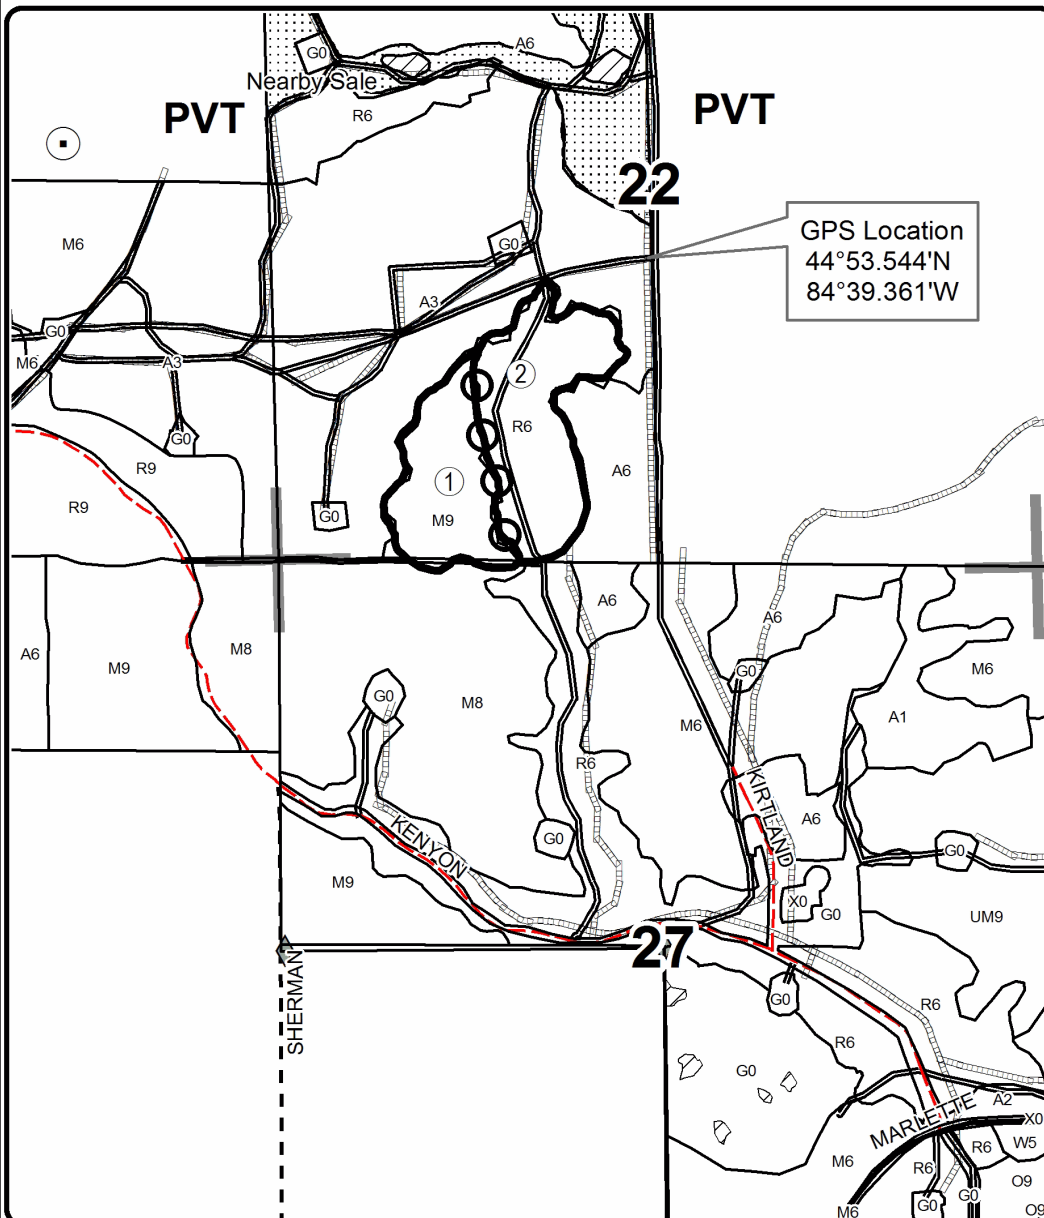 G0
A6
Nearby Sale
PVT
R6
PVT
22
GPS Location
44°53.544'N
84°39.361'W
M6
G0
A3
G0
M6
A3
2
R6
G0
R9
A6
R9
1
M9
G0
A6
A6
A6
M9
M8
M6
G0
G0
M8
M6
A1
R6
KIRTLAND
A6
KENYON
G0
G0
M9
X0
G0
UM9
27
SHERMAN
G0
R6
R6
G0
A2
MARLETTE
X0
W5
R6
M6
R6
G0
O9
G0
M6
O9